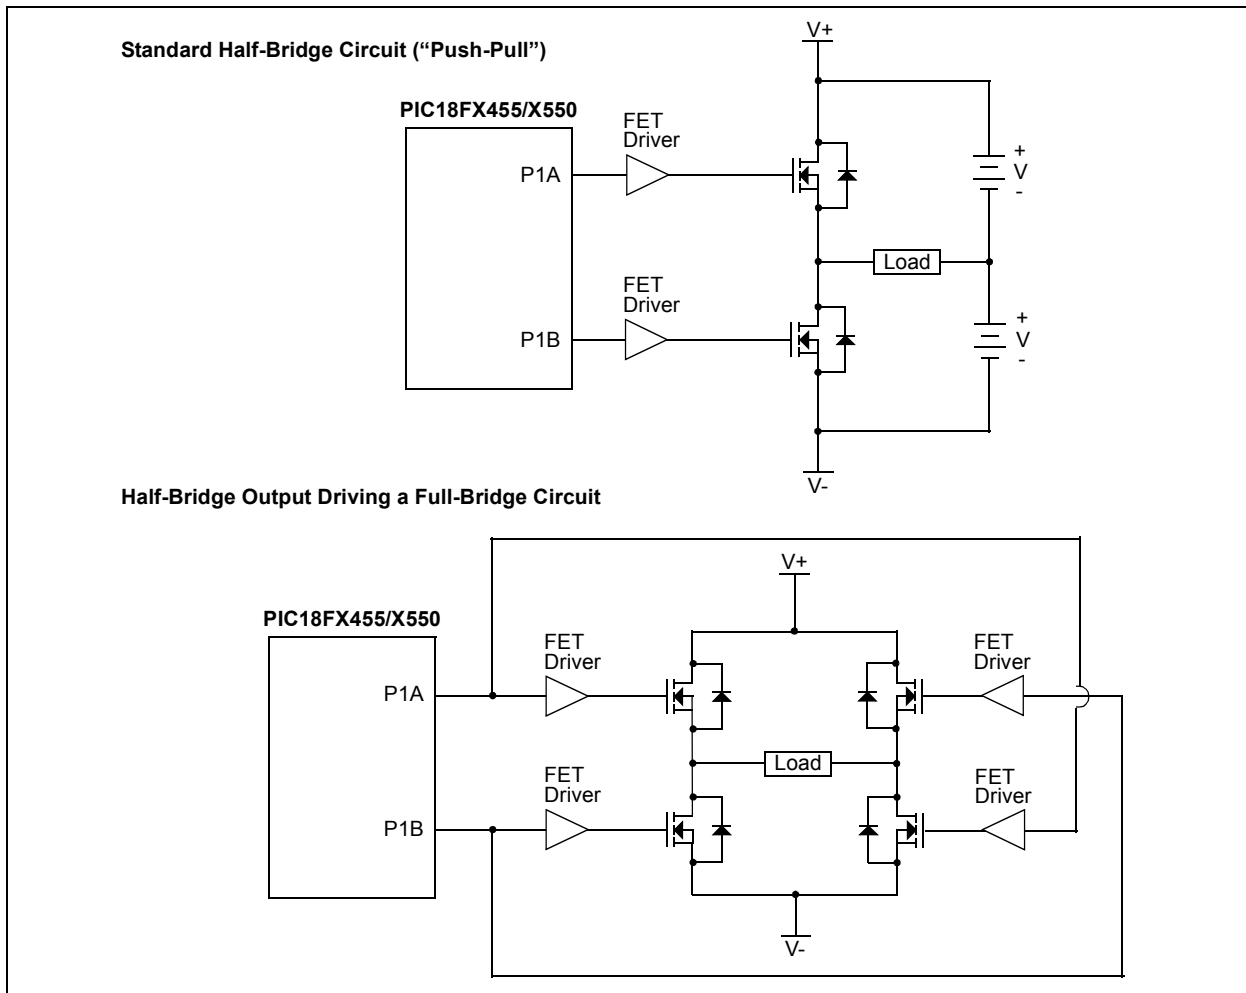 Standard Half-Bridge Circuit (“Push-Pull”)
V+
PIC18FX455/X550
FET
Driver
P1A
+
V
-
Load
FET
Driver
P1B
+
V
-
V-
Half-Bridge Output Driving a Full-Bridge Circuit
V+
PIC18FX455/X550
FET
Driver
FET
Driver
P1A
Load
FET
Driver
FET
Driver
P1B
V-